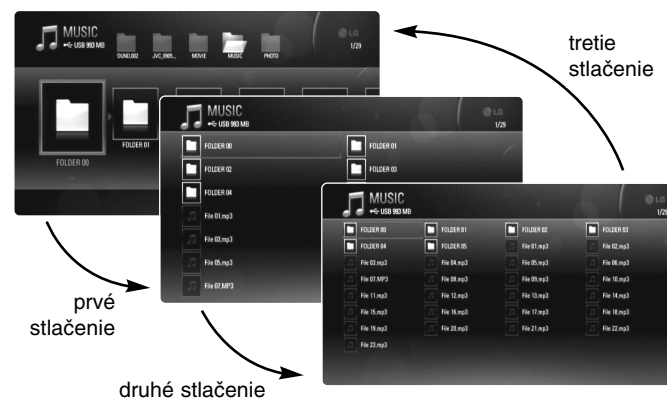 MUSIC
USB 993 MB
OUND.002
JVC_0905...
MOVIE
MUSIC
PHOTO
LG
1/29
FOLDER 00
FOLDER 01
tretie
stlačenie
MUSIC
USB 993 MB
LG
1/29
FOLDER 00 FOLDER 01
FOLDER 02 FOLDER 03
FOLDER 04
File 01.mp3
File 03.mp3
File 05.mp3
File 07.MP3
MUSIC
USB 993 MB
LG
1/29
FOLDER 00 FOLDER 01 FOLDER 02 FOLDER 03
FOLDER 04 FOLDER 05 File 01.mp3 File 02.mp3
File 03.mp3 File 04.mp3 File 05.mp3 File 06.mp3
File 07.MP3 File 08.mp3 File 09.mp3 File 10.mp3
File 11.mp3 File 12.mp3 File 13.mp3 File 14.mp3
File 15.mp3 File 16.mp3 File 17.mp3 File 18.mp3
File 19.mp3 File 20.mp3 File 21.mp3 File 22.mp3
File 23.mp3
prvé
stlačenie
druhé stlačenie